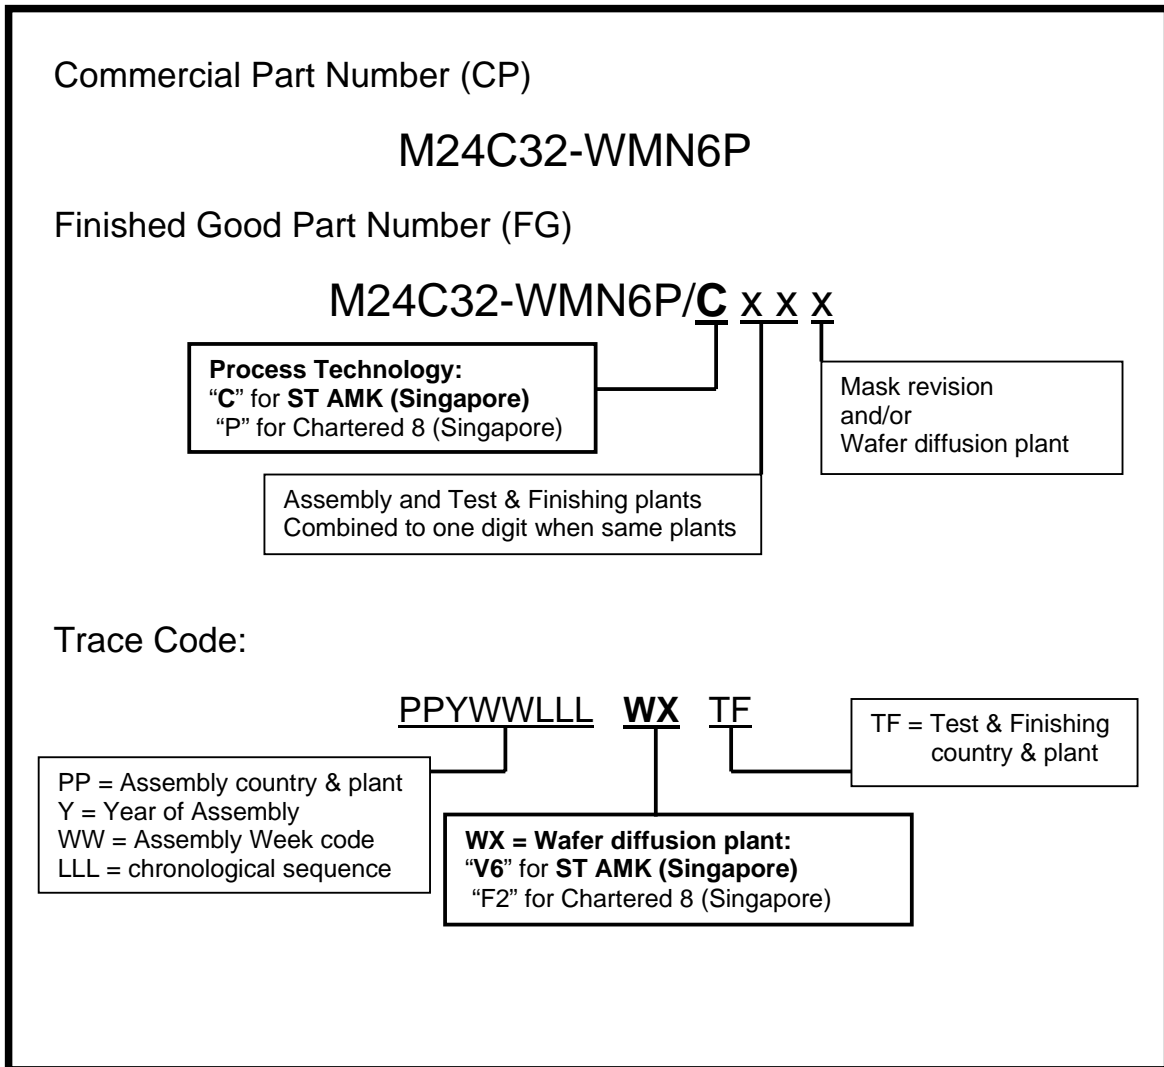 Commercial Part Number (CP)
M24C32-WMN6P
Finished Good Part Number (FG)
M24C32-WMN6P/C x x x
Process Technology:
“C” for ST AMK (Singapore)
“P” for Chartered 8 (Singapore)
Mask revision
and/or
Wafer diffusion plant
Assembly and Test & Finishing plants
Combined to one digit when same plants
Trace Code:
PPYWWLLL WX TF
TF = Test & Finishing
country & plant
PP = Assembly country & plant
Y = Year of Assembly
WW = Assembly Week code
LLL = chronological sequence
WX = Wafer diffusion plant:
“V6” for ST AMK (Singapore)
“F2” for Chartered 8 (Singapore)